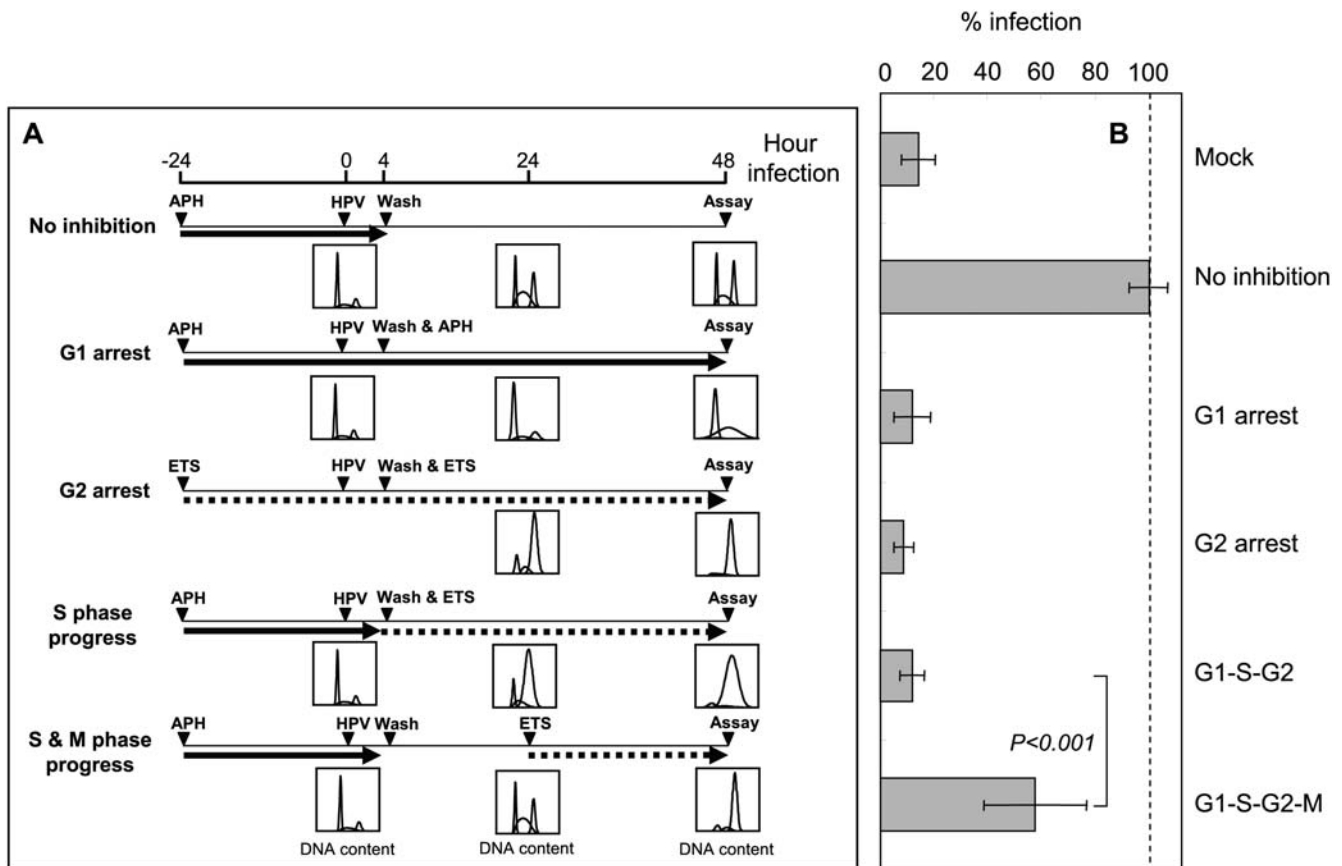 % infection
0 20 40 60 80 100
A
B
-24 0 4 24 48
Hour
infection
APH HPV Wash Assay
No inhibition
APH HPV Wash & APH Assay
G1 arrest
ETS HPV Wash & ETS Assay
G2 arrest
APH HPV Wash & ETS Assay
S phase
progress
APH HPV Wash ETS Assay
S & M phase
progress
DNA content DNA content DNA content
Mock
No inhibition
G1 arrest
G2 arrest
G1-S-G2
P<0.001
G1-S-G2-M